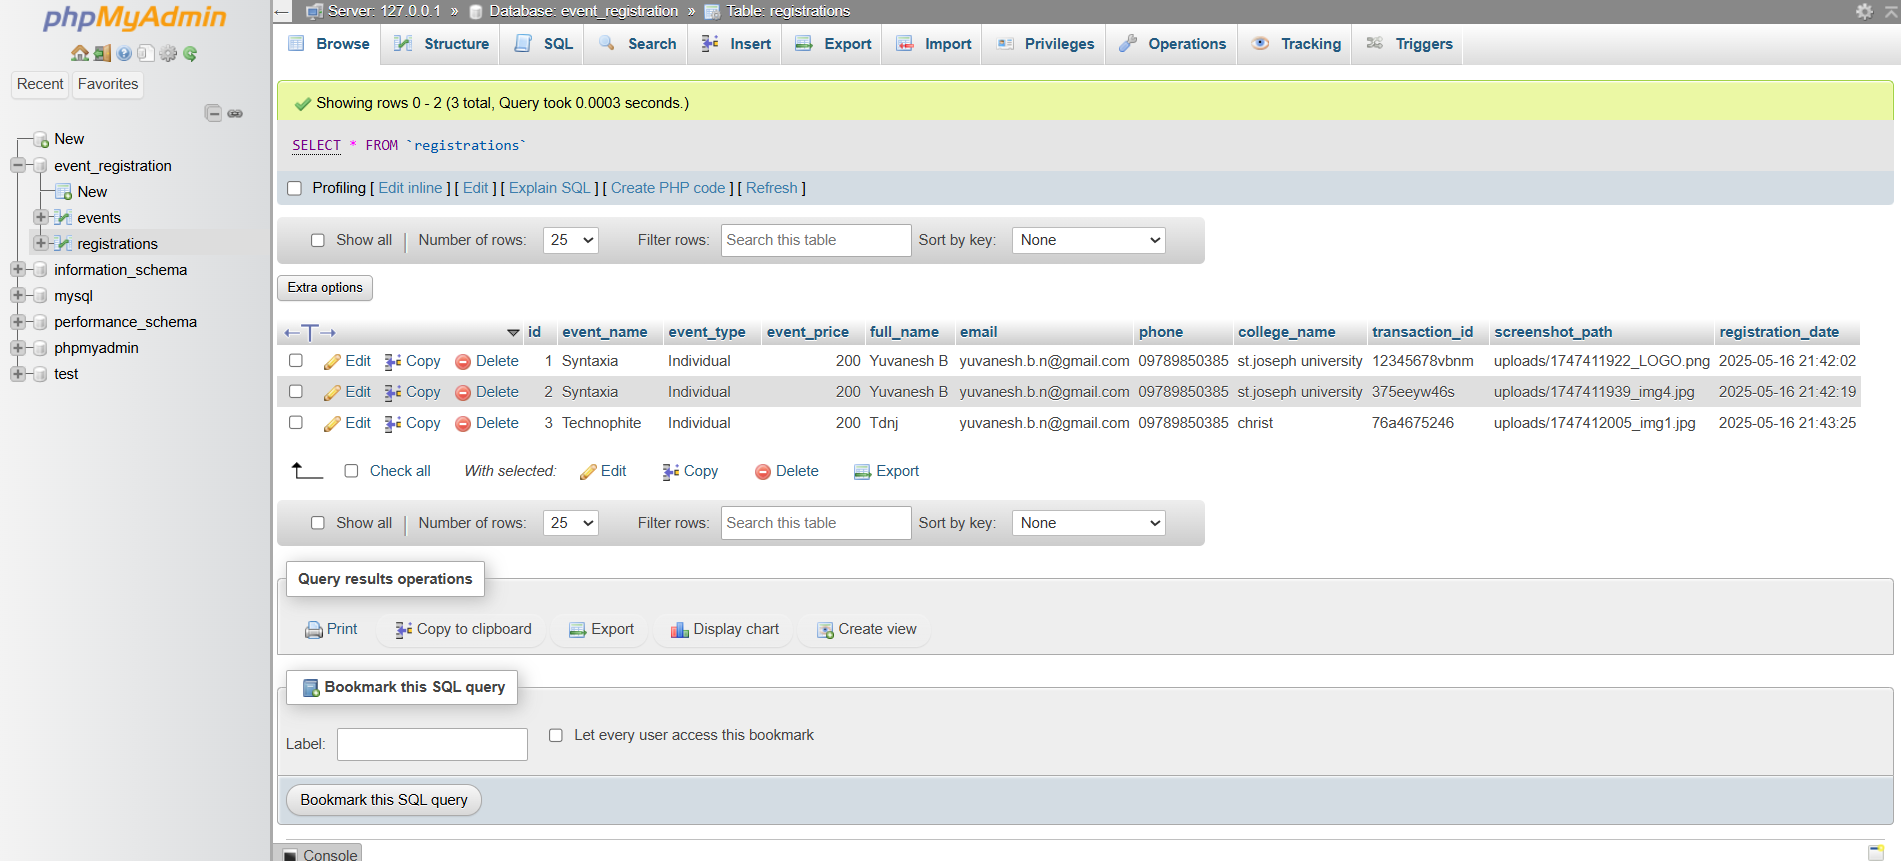 phpMyAdmin
Recent Favorites
New
event_registration
New
events
registrations
information_schema
mysql
performance_schema
phpmyadmin
test
Server: 127.0.0.1 » Database: event_registration » Table: registrations
Browse Structure SQL Search Insert Export Import Privileges Operations Tracking Triggers
Showing rows 0 - 2 (3 total, Query took 0.0003 seconds.)
SELECT * FROM `registrations`
Profiling [ Edit inline ] [ Edit ] [ Explain SQL ] [ Create PHP code ] [ Refresh ]
Show all | Number of rows: 25 Filter rows: Search this table Sort by key: None
Extra options
←T→ id event_name event_type event_price full_name email phone college_name transaction_id screenshot_path registration_date
Edit Copy Delete 1 Syntaxia Individual 200 Yuvanesh B yuvanesh.b.n@gmail.com 09789850385 st.joseph university 12345678vbnm uploads/1747411922_LOGO.png 2025-05-16 21:42:02
Edit Copy Delete 2 Syntaxia Individual 200 Yuvanesh B yuvanesh.b.n@gmail.com 09789850385 st.joseph university 375eeyw46s uploads/1747411939_img4.jpg 2025-05-16 21:42:19
Edit Copy Delete 3 Technophite Individual 200 Tdnj yuvanesh.b.n@gmail.com 09789850385 christ 76a4675246 uploads/1747412005_img1.jpg 2025-05-16 21:43:25
Check all With selected: Edit Copy Delete Export
Show all | Number of rows: 25 Filter rows: Search this table Sort by key: None
Query results operations
Print Copy to clipboard Export Display chart Create view
Bookmark this SQL query
Label: Let every user access this bookmark
Bookmark this SQL query
Console